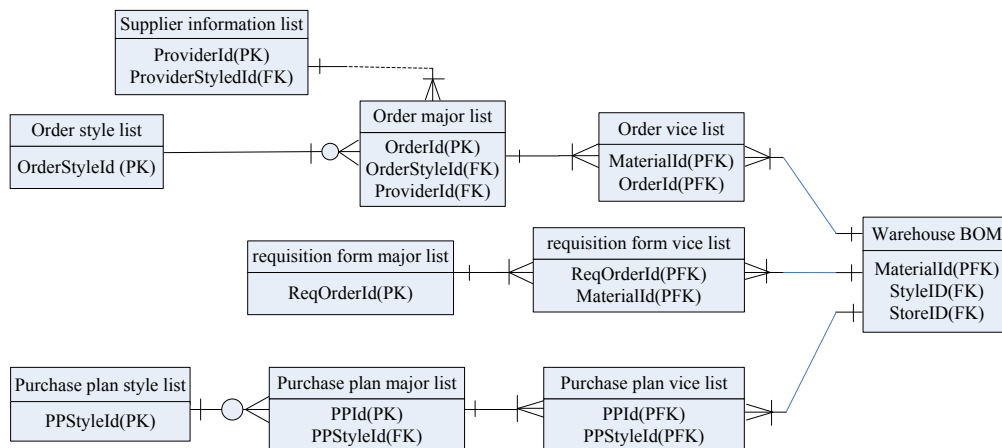 Supplier information list
ProviderId(PK)
ProviderStyledId(FK)
Order style list
OrderStyleId (PK)
Order major list
OrderId(PK)
OrderStyleId(FK)
ProviderId(FK)
Order vice list
MaterialId(PFK)
OrderId(PFK)
Warehouse BOM
MaterialId(PFK)
StyleID(FK)
StoreID(FK)
requisition form major list
ReqOrderId(PK)
requisition form vice list
ReqOrderId(PFK)
MaterialId(PFK)
Purchase plan style list
PPStyleId(PK)
Purchase plan major list
PPId(PK)
PPStyleId(FK)
Purchase plan vice list
PPId(PFK)
PPStyleId(PFK)